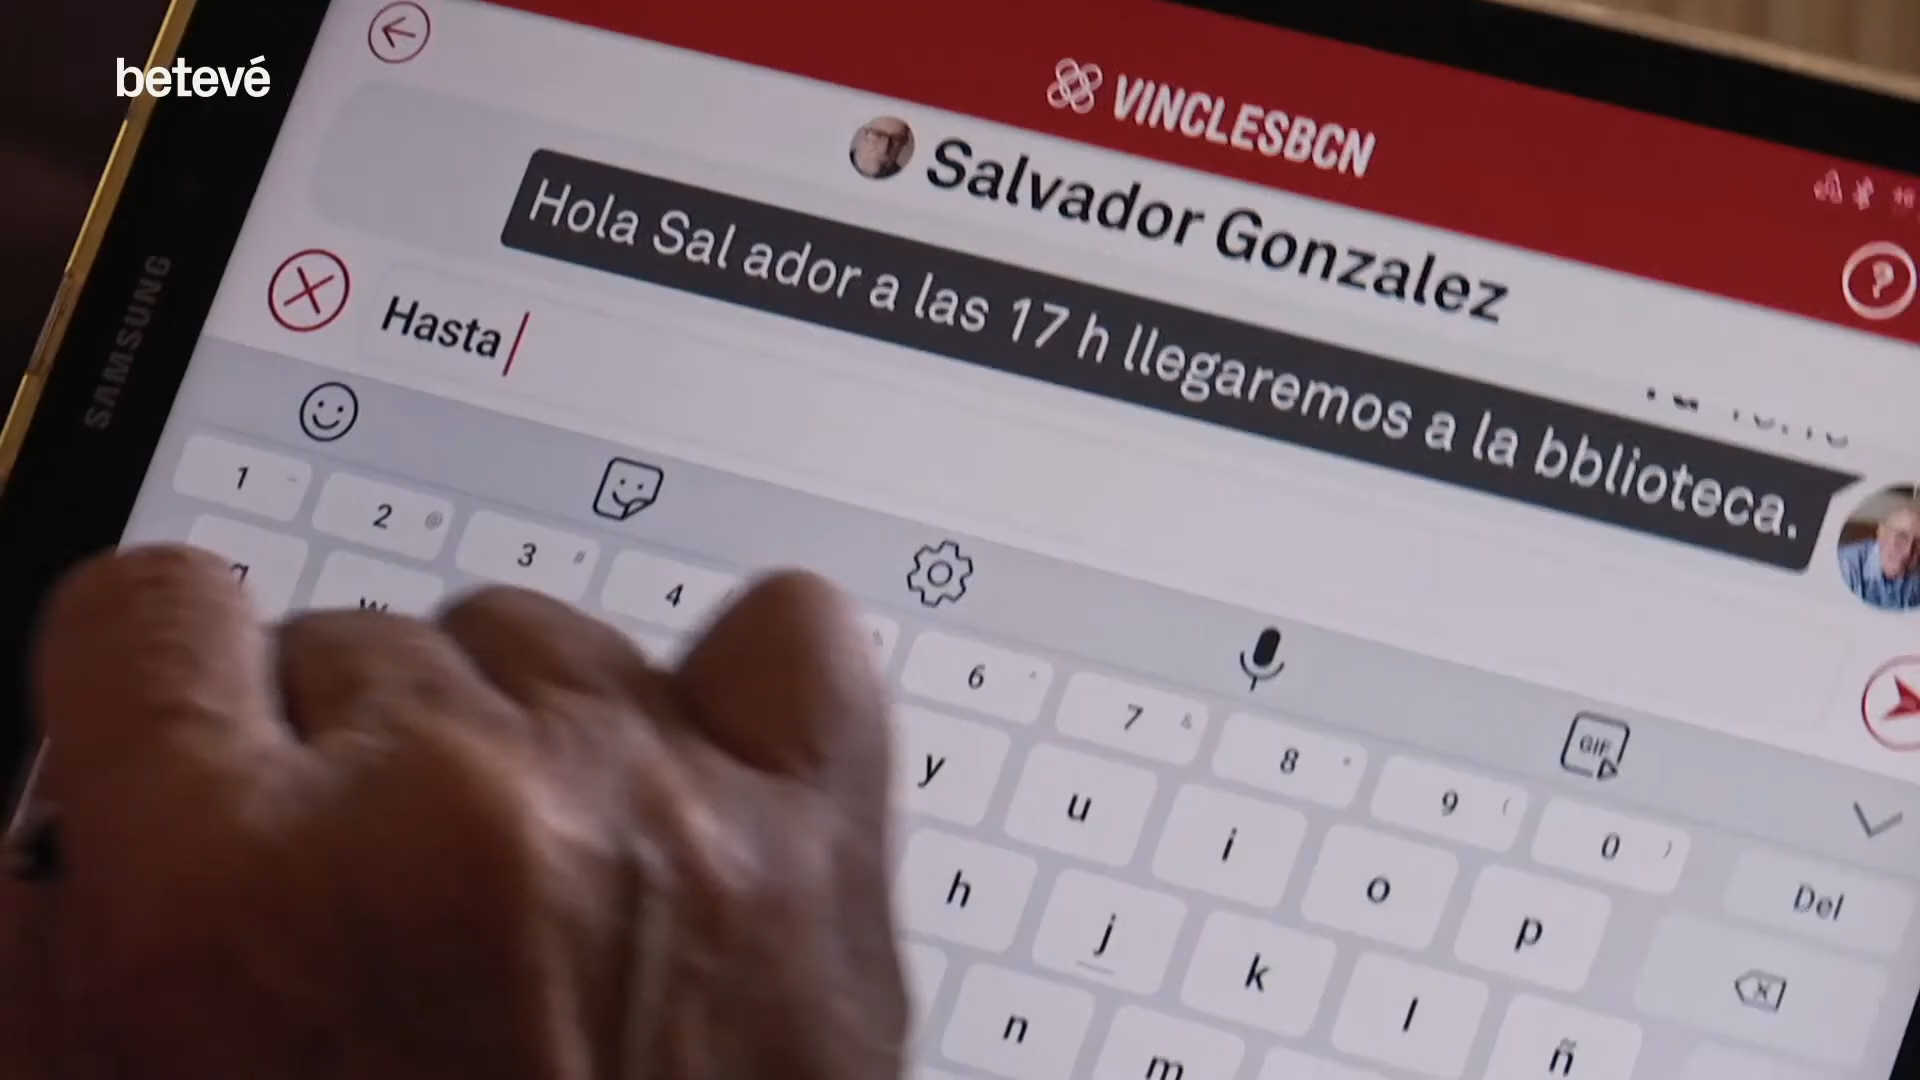 betevé
VINCLESBCN
Salvador Gonzalez
Hola Sal ador a las 17 h llegaremos a la bblioteca.
Hasta
SAMSUNG
?
GIF
1 2 @ 3 # 4 6 7 & 8 9 ( 0 ) Del
w y u i o p
h j k l ñ
n m